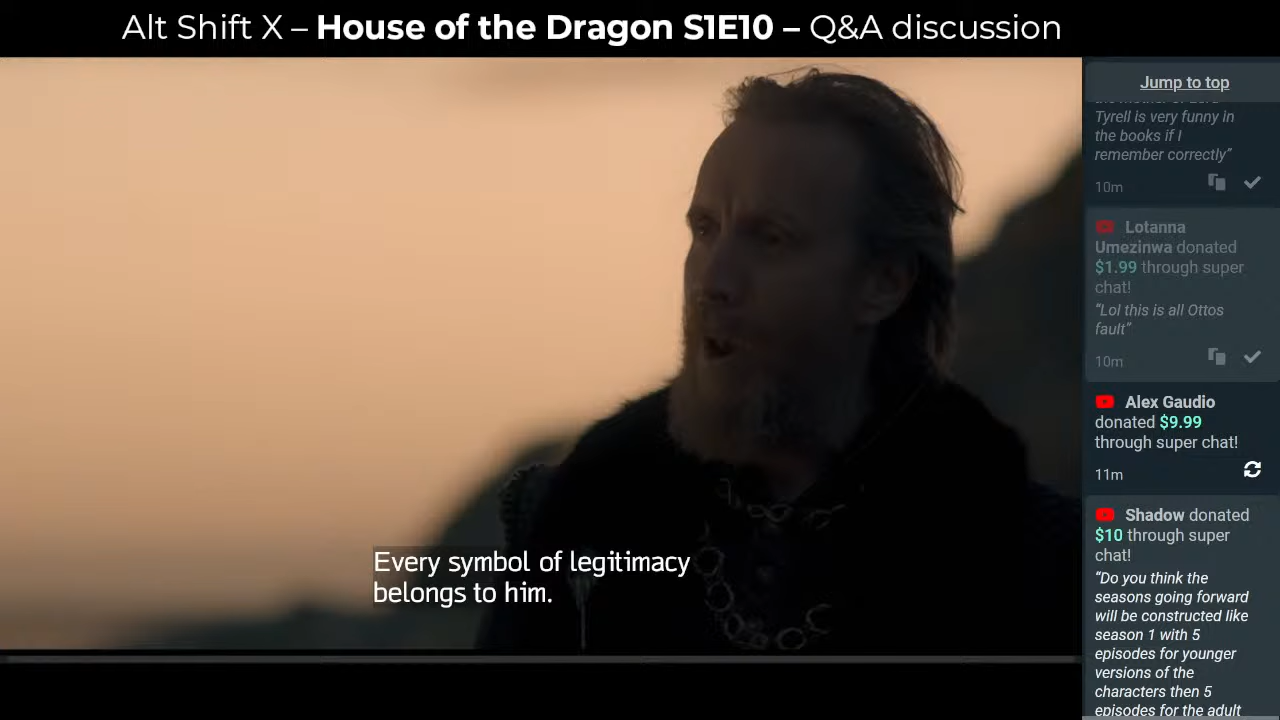 Alt Shift X – House of the Dragon S1E10 – Q&A discussion
Every symbol of legitimacy
belongs to him.
Jump to top
Tyrell is very funny in
the books if I
remember correctly”
10m
Lotanna
Umezinwa donated
$1.99 through super
chat!
“Lol this is all Ottos
fault”
10m
Alex Gaudio
donated $9.99
through super chat!
11m
Shadow donated
$10 through super
chat!
“Do you think the
seasons going forward
will be constructed like
season 1 with 5
episodes for younger
versions of the
characters then 5
episodes for the adult